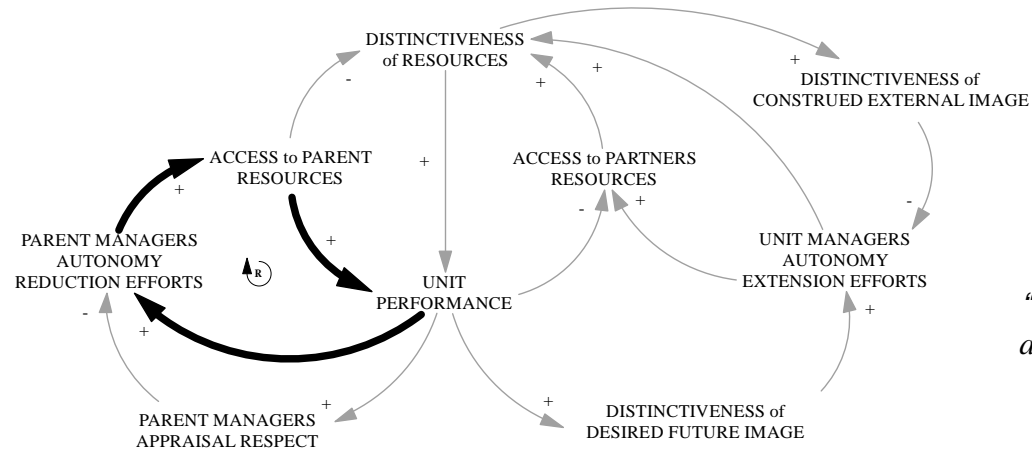 DISTINCTIVENESS
of RESOURCES
+
-
+
+
+
DISTINCTIVENESS of
CONSTRUED EXTERNAL IMAGE
ACCESS to PARENT
RESOURCES
+
+
ACCESS to PARTNERS
RESOURCES
-
+
-
PARENT MANAGERS
AUTONOMY
REDUCTION EFFORTS
R
+
UNIT
PERFORMANCE
UNIT MANAGERS
AUTONOMY
EXTENSION EFFORTS
-
+
+
“
a
+
+
PARENT MANAGERS
APPRAISAL RESPECT
DISTINCTIVENESS of
DESIRED FUTURE IMAGE